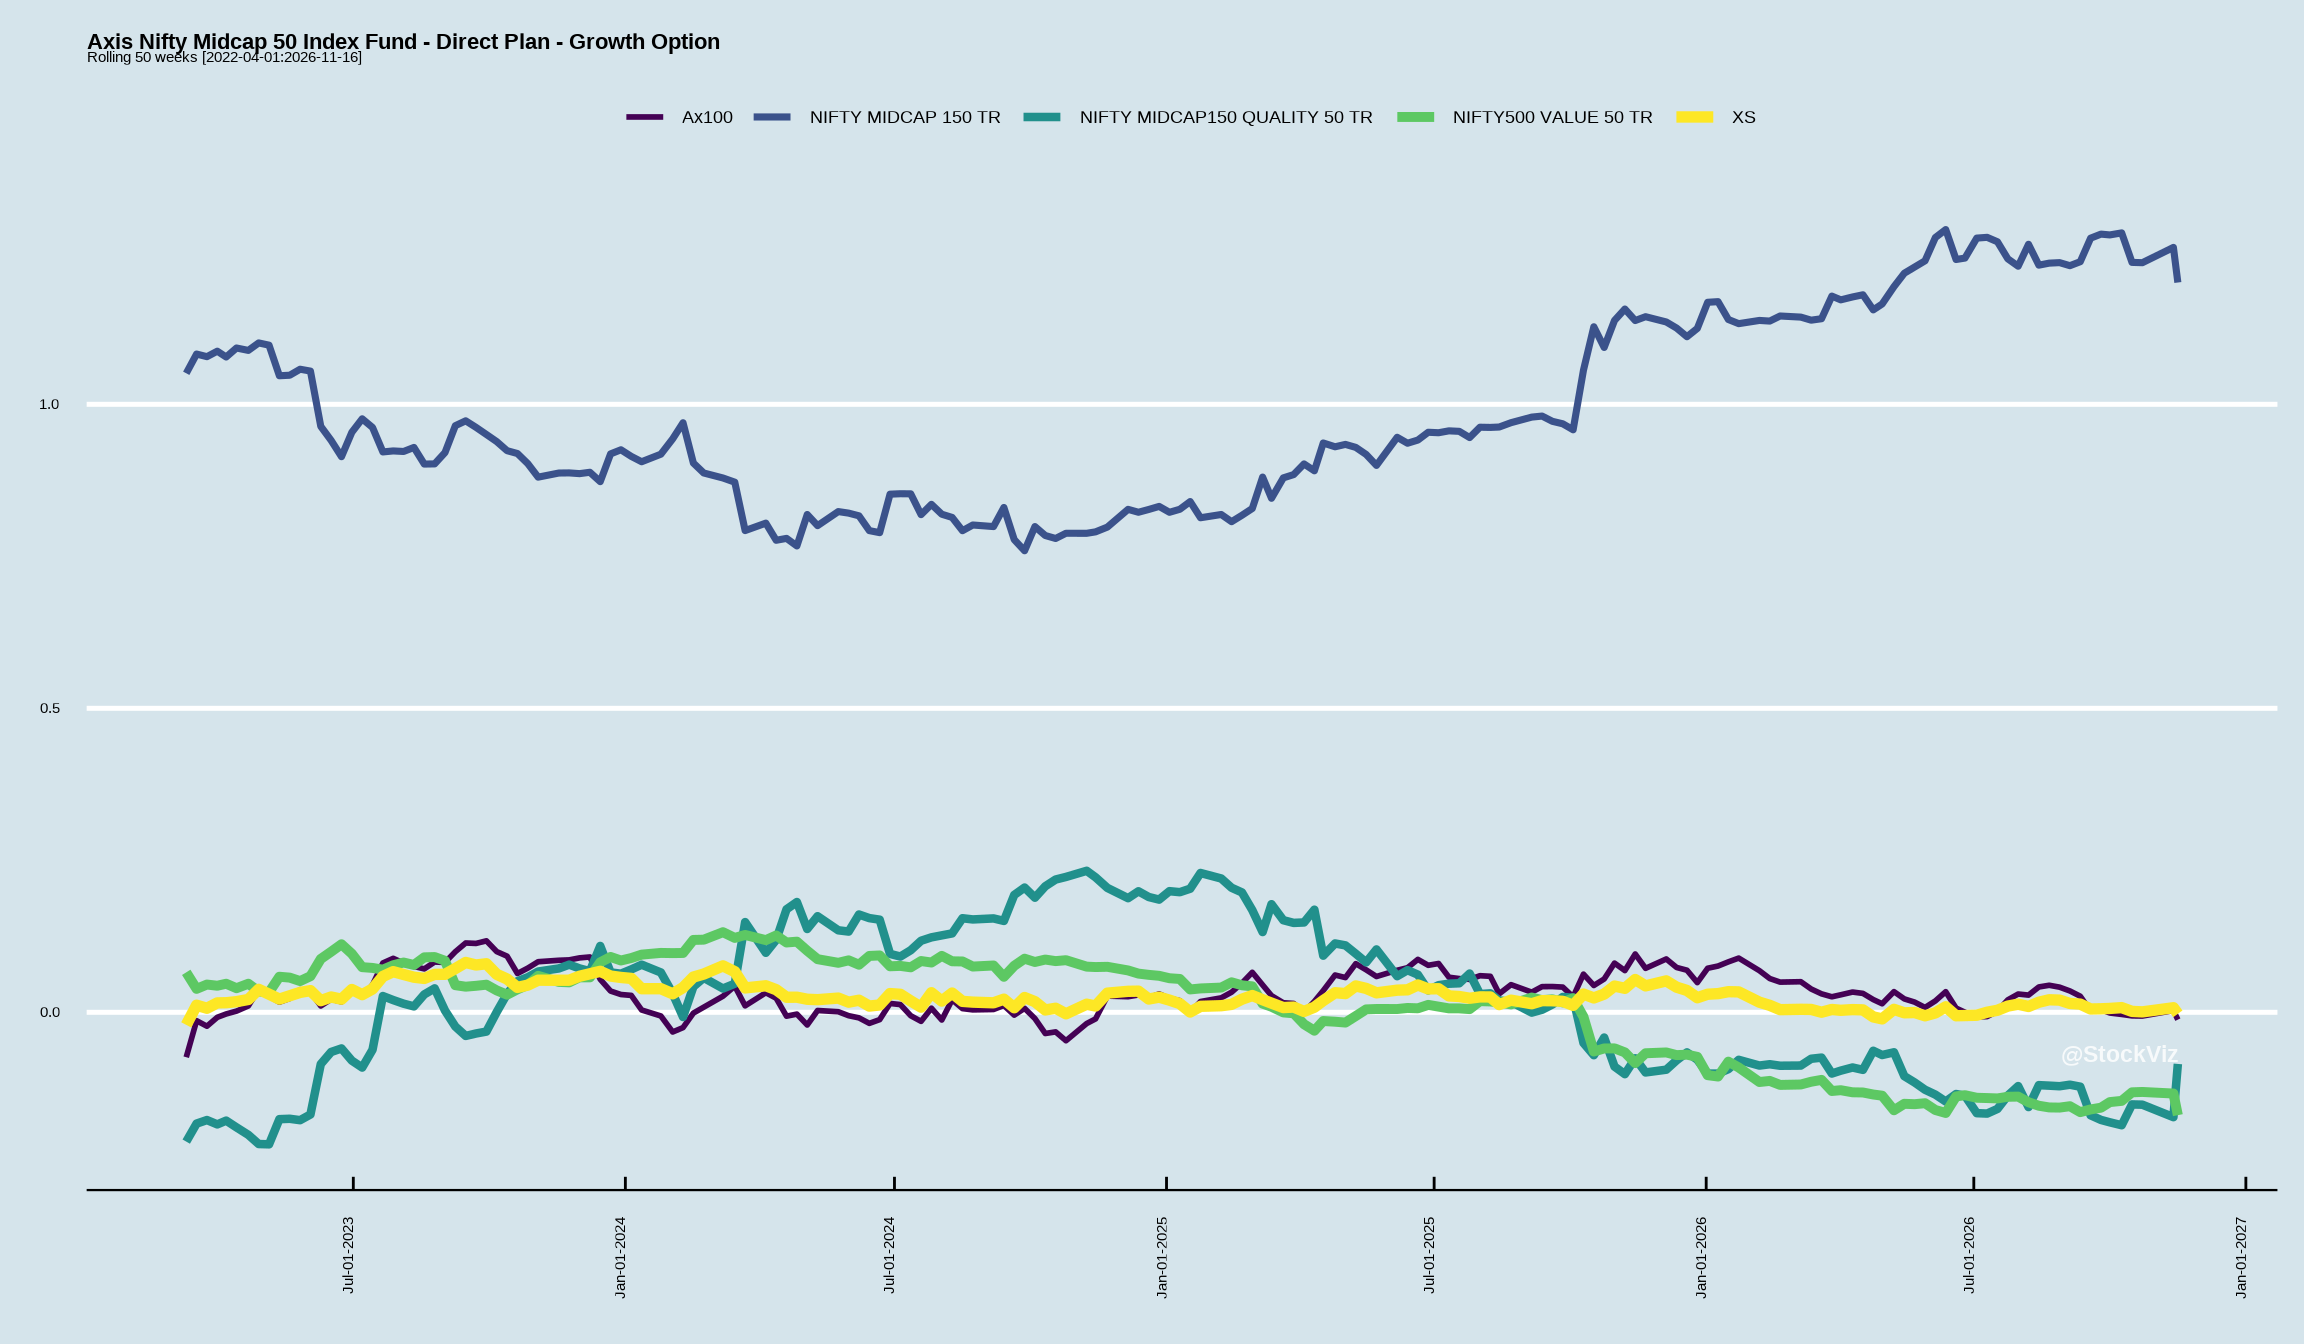 Axis Nifty Midcap 50 Index Fund - Direct Plan - Growth Option
Rolling 50 weeks [2022-04-01:2026-11-16]
Ax100 NIFTY MIDCAP 150 TR NIFTY MIDCAP150 QUALITY 50 TR NIFTY500 VALUE 50 TR XS
1.0
0.5
0.0
@StockViz
Jul-01-2023
Jan-01-2024
Jul-01-2024
Jan-01-2025
Jul-01-2025
Jan-01-2026
Jul-01-2026
Jan-01-2027